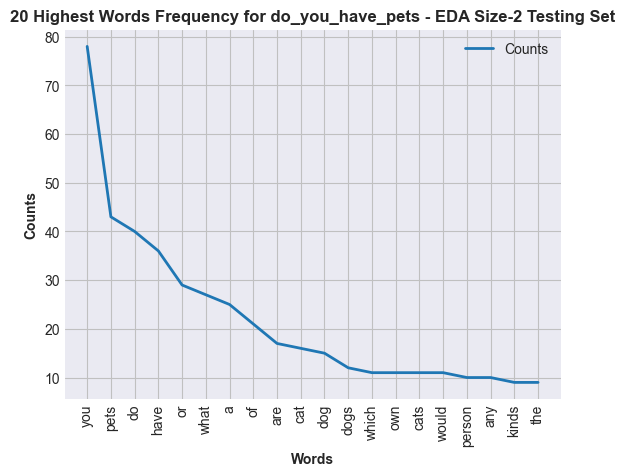 20 Highest Words Frequency for do_you_have_pets - EDA Size-2 Testing Set
Counts
80
70
60
50
40
30
20
10
Counts
you
pets
do
have
or
what
a
of
are
cat
dog
dogs
which
own
cats
would
person
any
kinds
the
Words